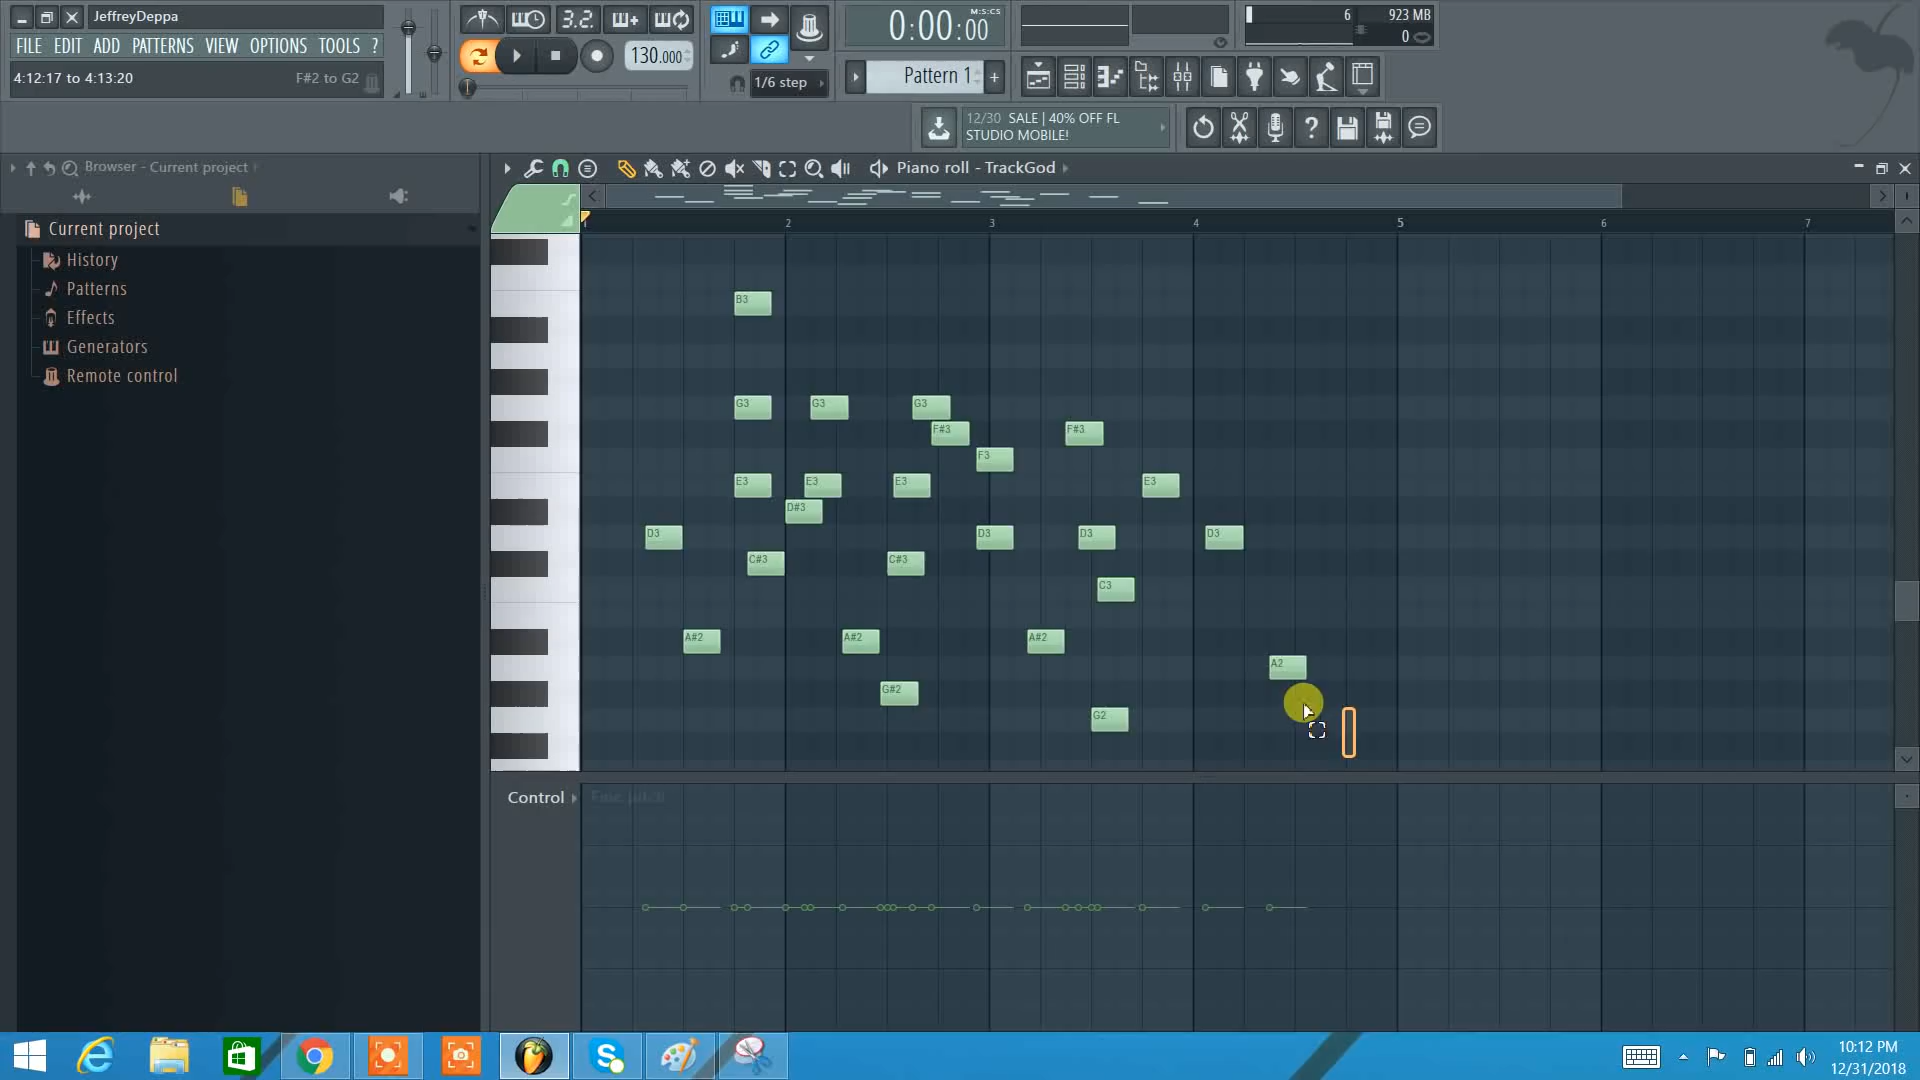 JeffreyDeppa
FILE EDIT ADD PATTERNS VIEW OPTIONS TOOLS ?
4:12:17 to 4:13:20 F#2 to G2
3.2.
130.000
1/6 step
0:00:00
M:S:CS
Pattern 1
6
923 MB
0
12/30 SALE | 40% OFF FL
STUDIO MOBILE!
Browser - Current project
Piano roll - TrackGod
Current project
History
Patterns
Effects
Generators
Remote control
1 2 3 4 5 6 7
B3
G3 G3 G3
F#3 F#3
F3
E3 E3 E3 E3
D#3
D3 D3 D3 D3
C#3 C#3
C3
A#2 A#2 A#2
A2
G#2
G2
Control
Fine pitch
10:12 PM
12/31/2018